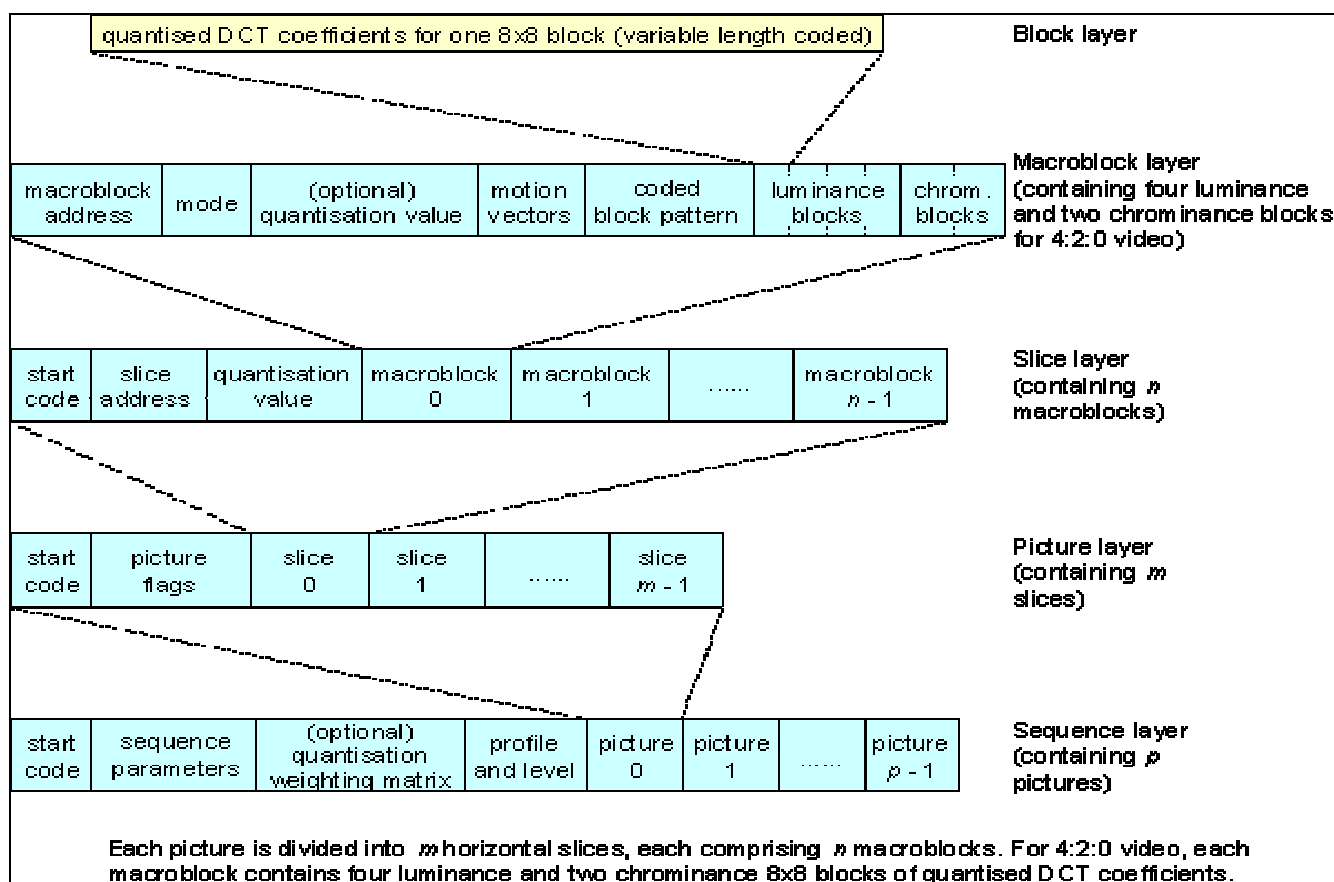 quantised DCT coefficients for one 8x8 block (variable length coded)
Block layer
macroblock
address
mode
(optional)
quantisation value
motion
vectors
coded
block pattern
luminance
blocks
chrom.
blocks
Macroblock layer
(containing four luminance
and two chrominance blocks
for 4:2:0 video)
start
code
slice
address
quantisation
value
macroblock
0
macroblock
1
......
macroblock
n - 1
Slice layer
(containing n
macroblocks)
start
code
picture
flags
slice
0
slice
1
......
slice
m - 1
Picture layer
(containing m
slices)
start
code
sequence
parameters
(optional)
quantisation
weighting matrix
profile
and level
picture
0
picture
1
......
picture
p - 1
Sequence layer
(containing p
pictures)
Each picture is divided into m horizontal slices, each comprising n macroblocks. For 4:2:0 video, each
macroblock contains four luminance and two chrominance 8x8 blocks of quantised DCT coefficients.